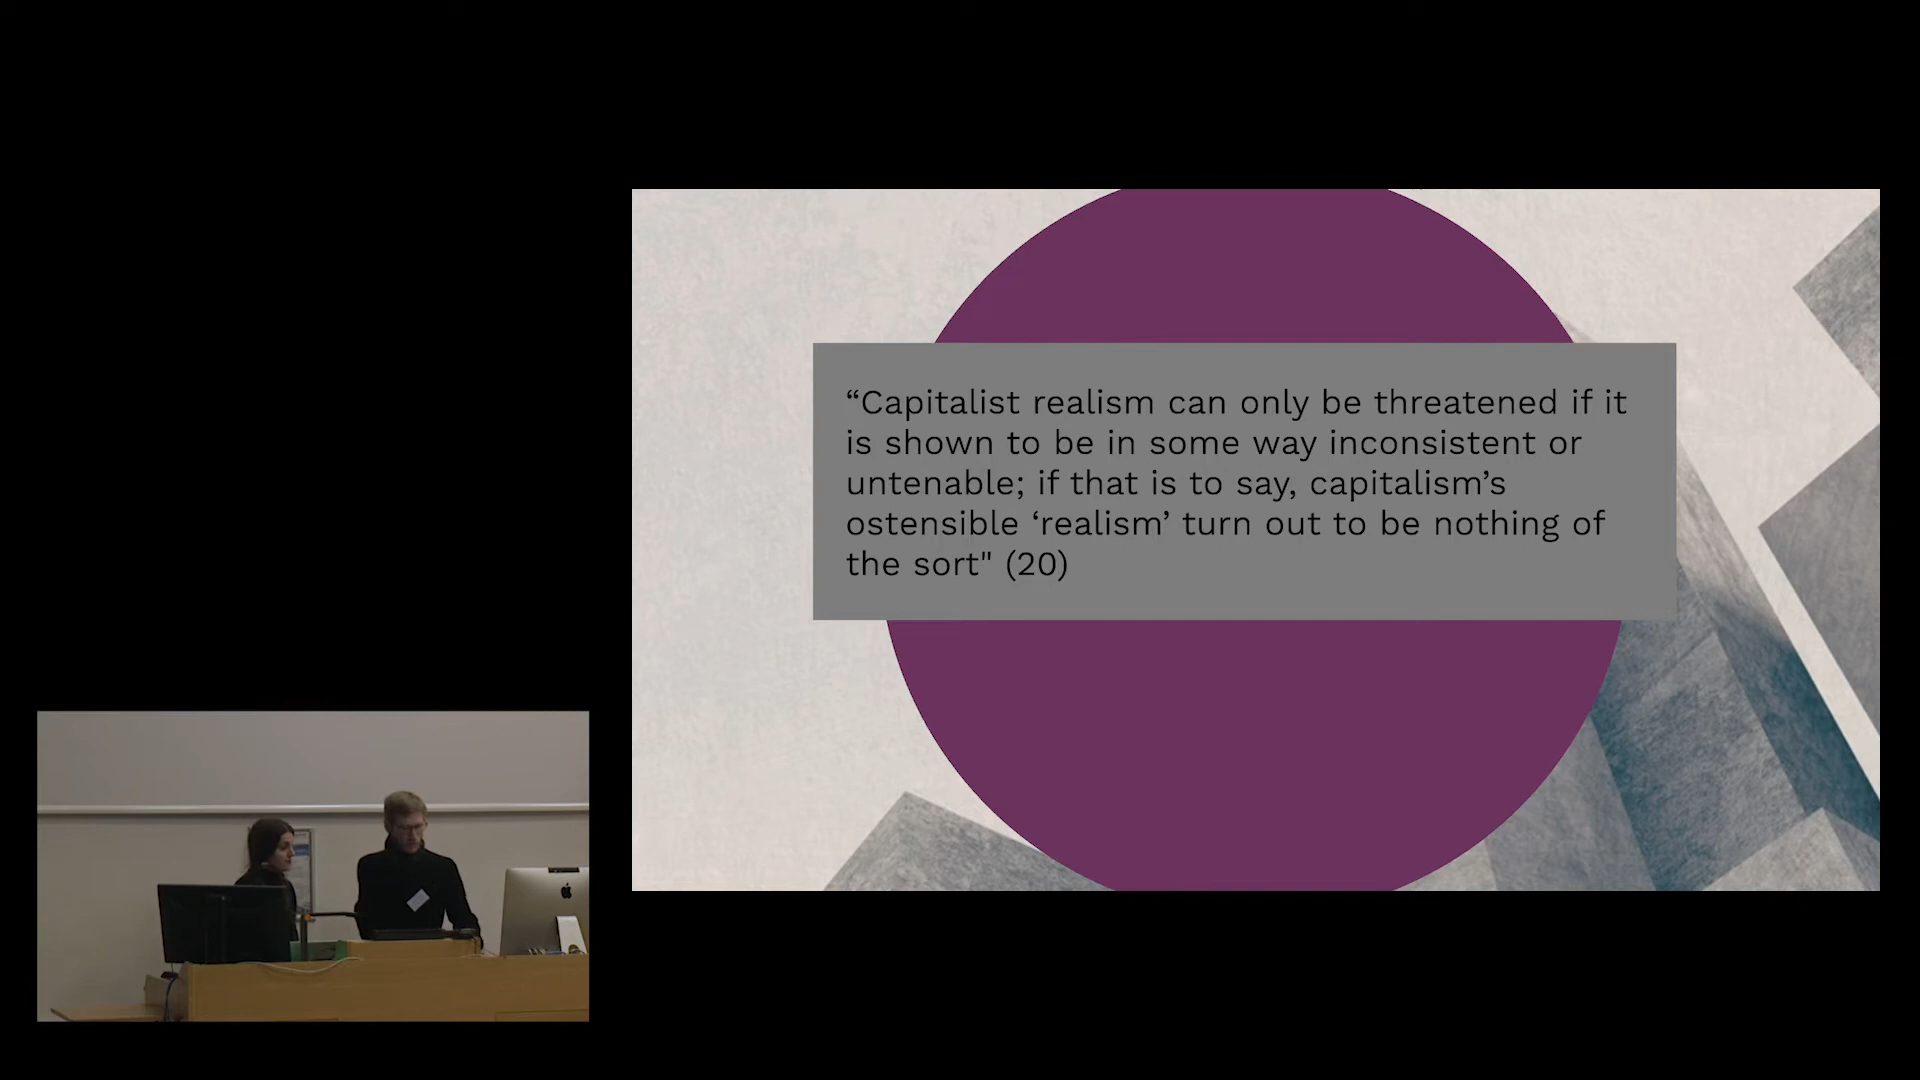 “Capitalist realism can only be threatened if it
is shown to be in some way inconsistent or
untenable; if that is to say, capitalism’s
ostensible ‘realism’ turn out to be nothing of
the sort" (20)